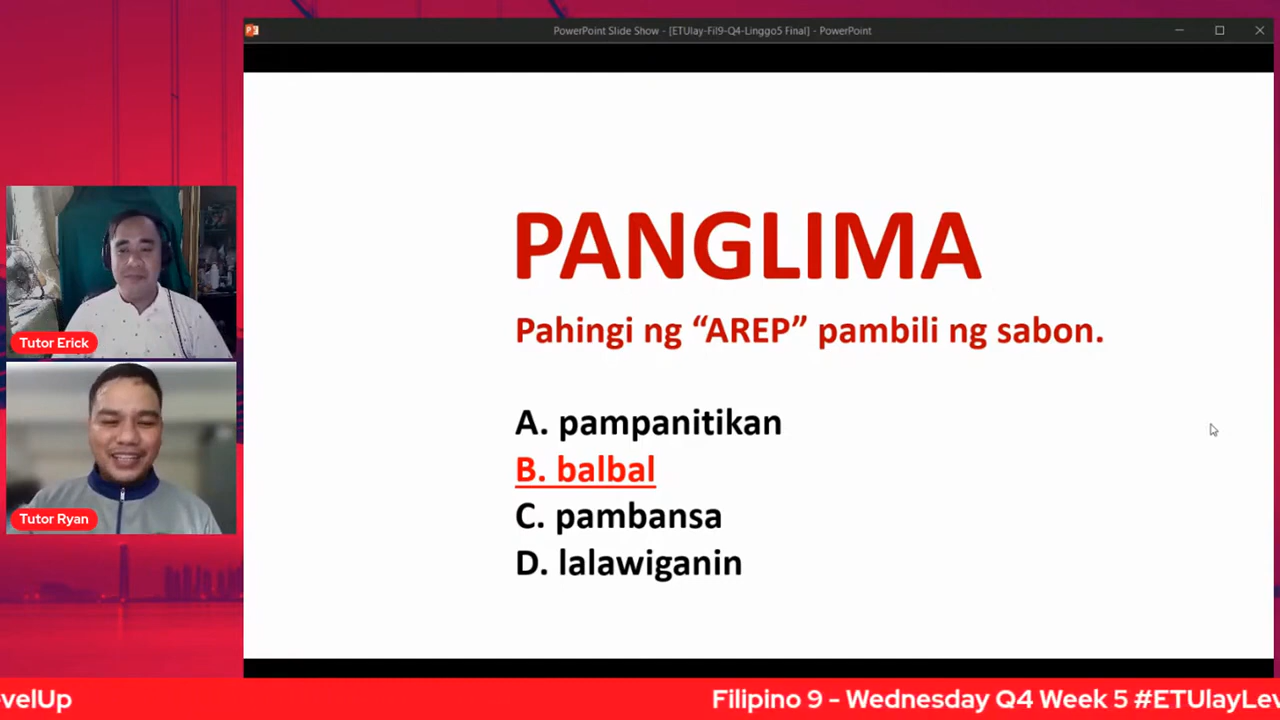 PowerPoint Slide Show - [ETUlay-Fil9-Q4-Linggo5 Final] - PowerPoint
PANGLIMA
Pahingi ng “AREP” pambili ng sabon.
A. pampanitikan
B. balbal
C. pambansa
D. lalawiganin
Tutor Erick
Tutor Ryan
evelUp
Filipino 9 - Wednesday Q4 Week 5 #ETUlayLev